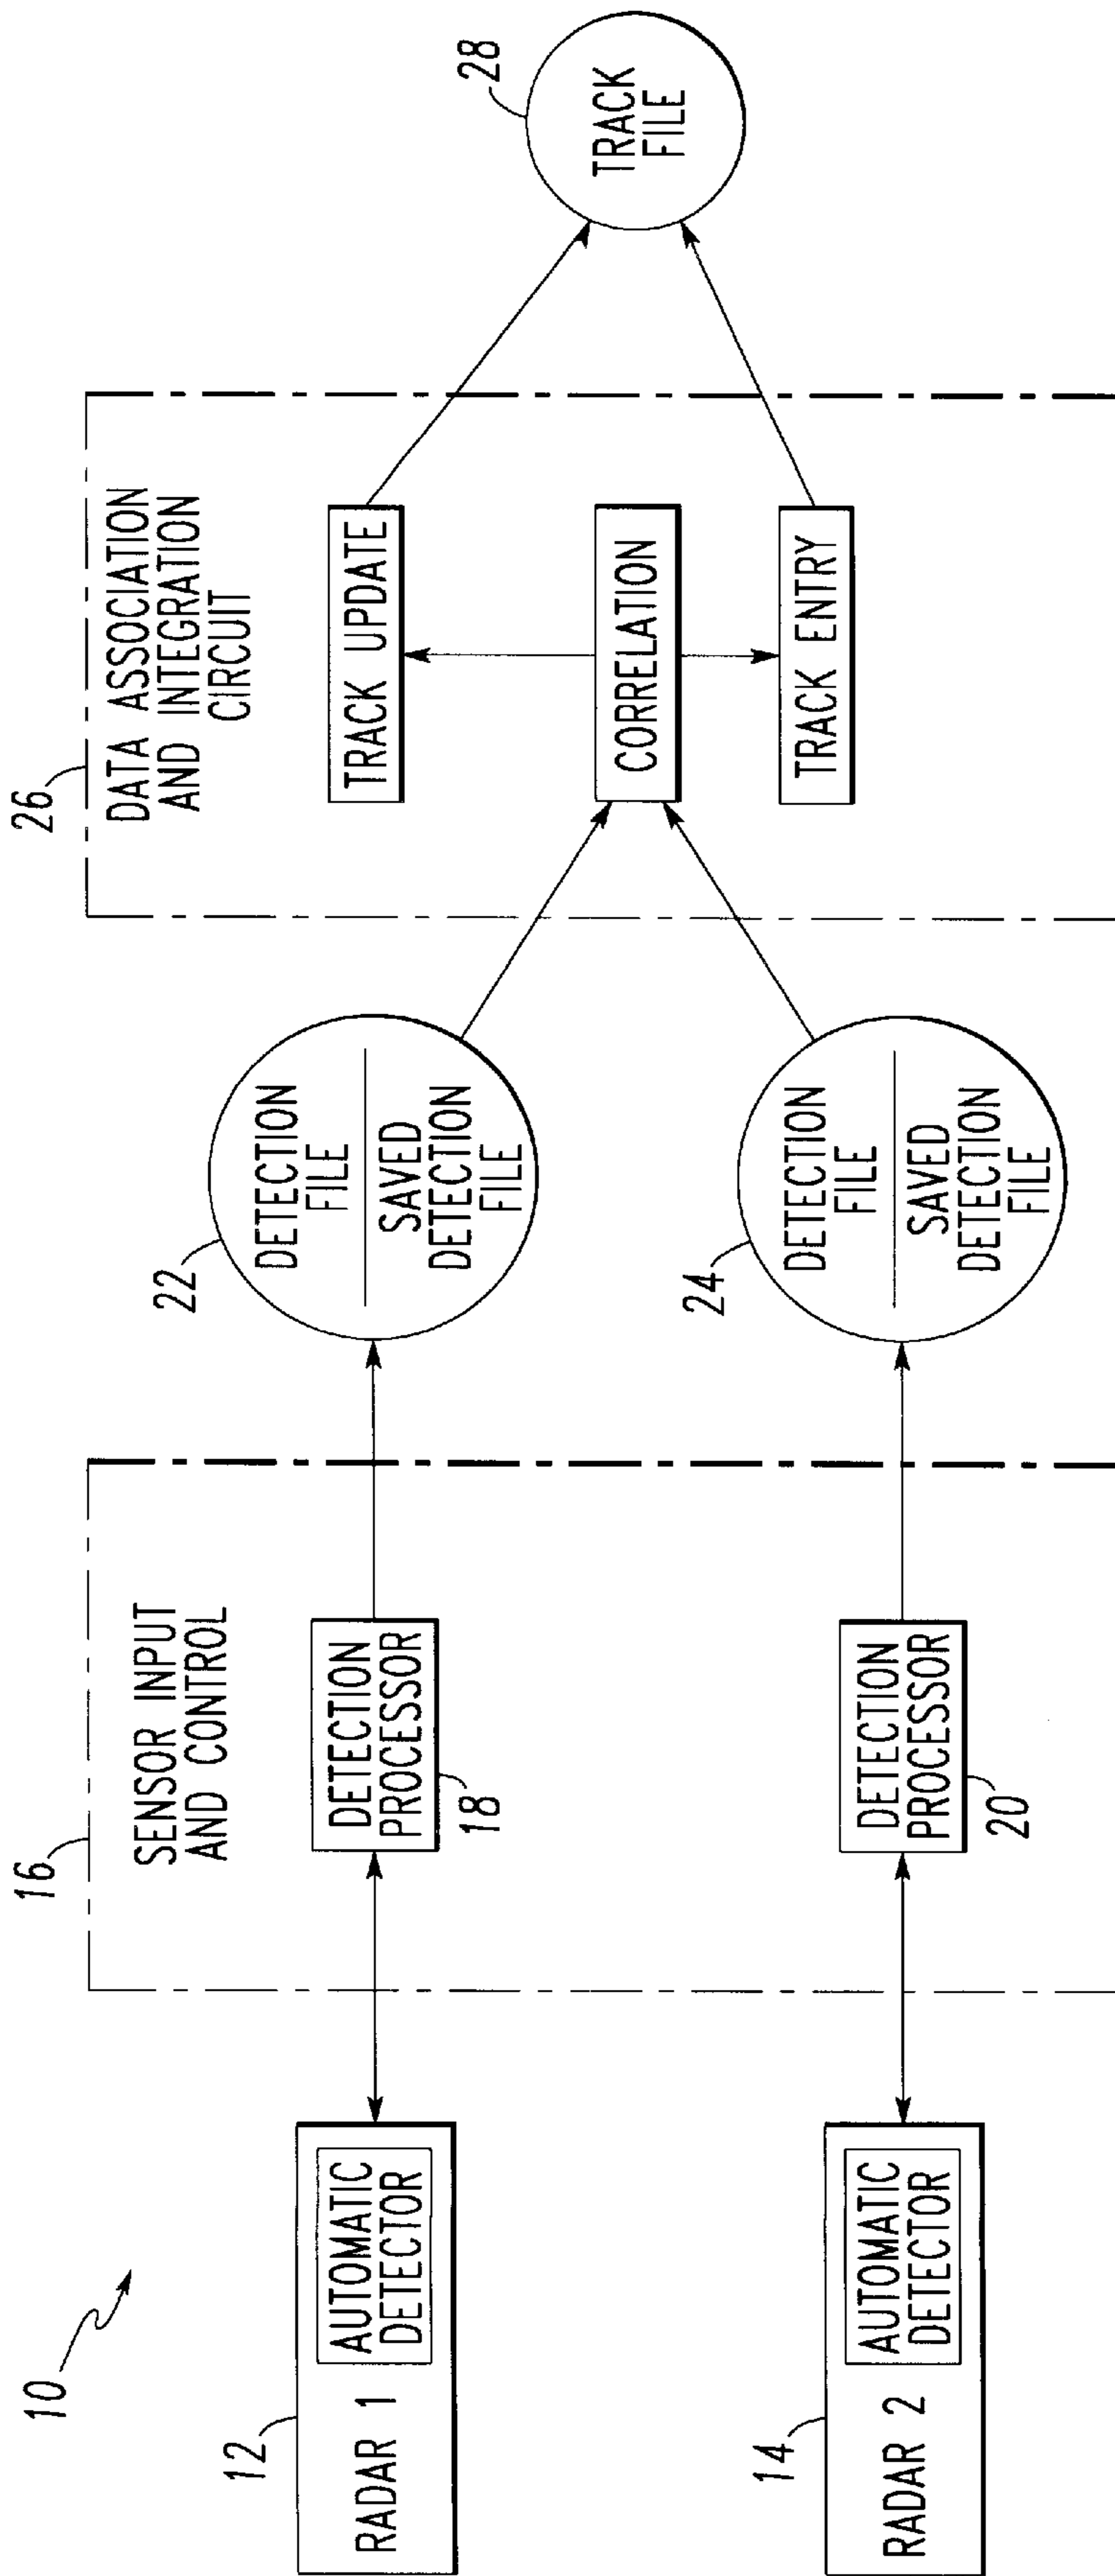 10
12
RADAR 1
AUTOMATIC
DETECTOR
14
RADAR 2
AUTOMATIC
DETECTOR
16
SENSOR INPUT
AND CONTROL
DETECTION
PROCESSOR
18
DETECTION
PROCESSOR
20
22
DETECTION
FILE
SAVED
DETECTION
FILE
24
DETECTION
FILE
SAVED
DETECTION
FILE
26
DATA ASSOCIATION
AND INTEGRATION
CIRCUIT
TRACK UPDATE
CORRELATION
TRACK ENTRY
28
TRACK
FILE